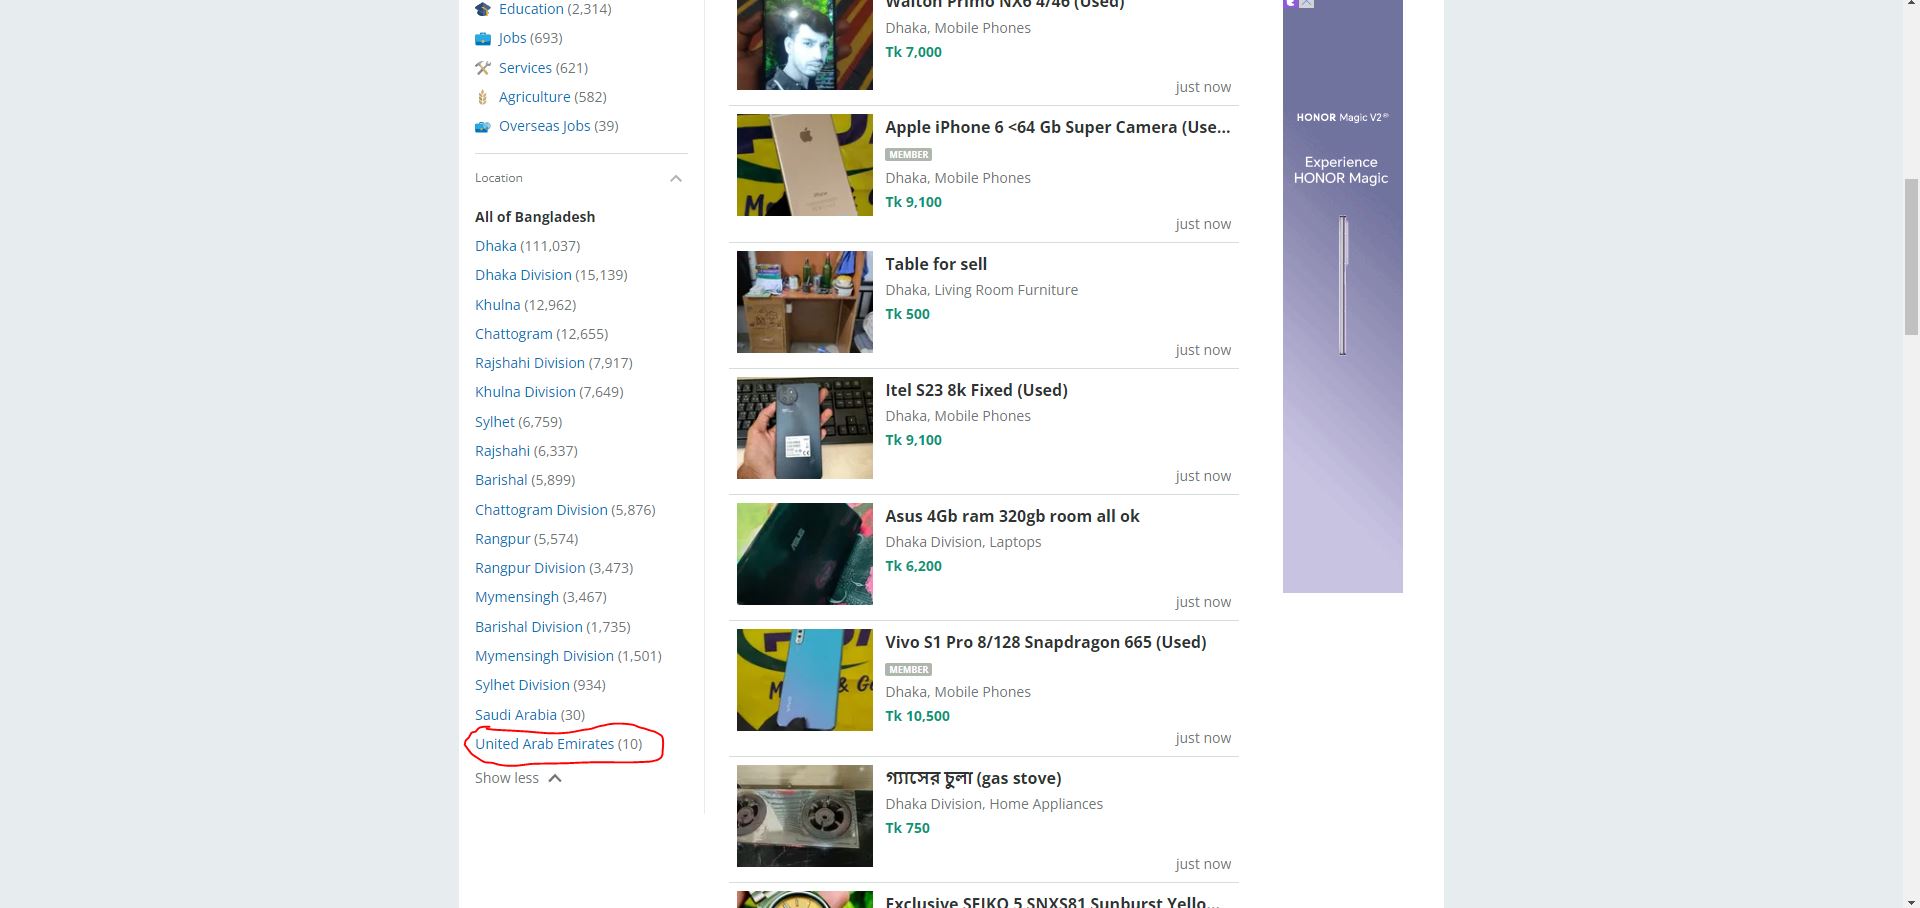 Education (2,314)
Jobs (693)
Services (621)
Agriculture (582)
Overseas Jobs (39)
Location
All of Bangladesh
Dhaka (111,037)
Dhaka Division (15,139)
Khulna (12,962)
Chattogram (12,655)
Rajshahi Division (7,917)
Khulna Division (7,649)
Sylhet (6,759)
Rajshahi (6,337)
Barishal (5,899)
Chattogram Division (5,876)
Rangpur (5,574)
Rangpur Division (3,473)
Mymensingh (3,467)
Barishal Division (1,735)
Mymensingh Division (1,501)
Sylhet Division (934)
Saudi Arabia (30)
United Arab Emirates (10)
Show less
Walton Primo NX6 4/46 (Used)
Dhaka, Mobile Phones
Tk 7,000
just now
Apple iPhone 6 <64 Gb Super Camera (Use...
MEMBER
Dhaka, Mobile Phones
Tk 9,100
just now
Table for sell
Dhaka, Living Room Furniture
Tk 500
just now
Itel S23 8k Fixed (Used)
Dhaka, Mobile Phones
Tk 9,100
just now
Asus 4Gb ram 320gb room all ok
Dhaka Division, Laptops
Tk 6,200
just now
Vivo S1 Pro 8/128 Snapdragon 665 (Used)
MEMBER
Dhaka, Mobile Phones
Tk 10,500
just now
গ্যাসের চুলা (gas stove)
Dhaka Division, Home Appliances
Tk 750
just now
Exclusive SEIKO 5 SNXS81 Sunburst Yello...
HONOR Magic V2
Experience
HONOR Magic